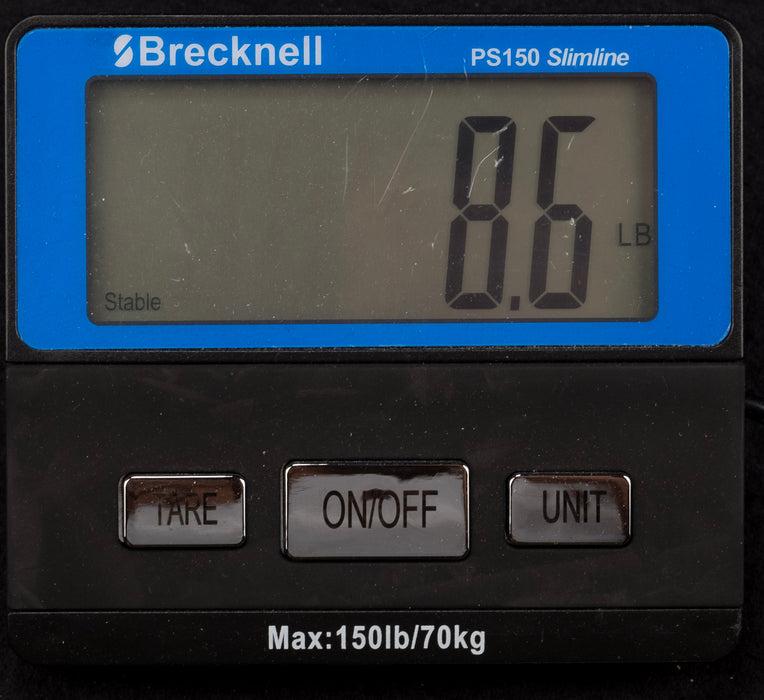 Brecknell
PS150 Slimline
8.6
LB
Stable
TARE
ON/OFF
UNIT
Max:150lb/70kg